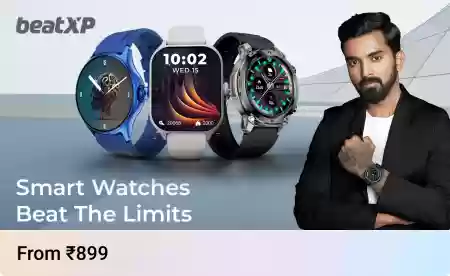 beatXP
10:02
WED 15
Smart Watches
Beat The Limits
From ₹899